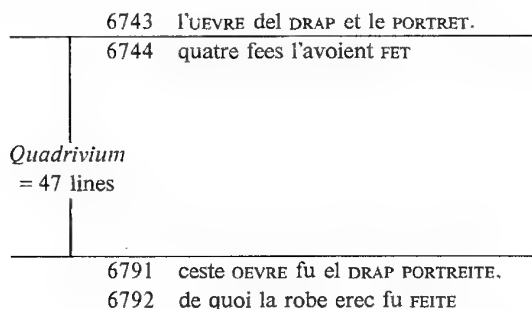 6743 l'UEVRE del DRAP et le PORTRET.
6744 quatre fees l'avoient FET
Quadrivium
= 47 lines
6791 ceste OEVRE fu el DRAP PORTREITE,
6792 de quoi la robe erec fu FEITE